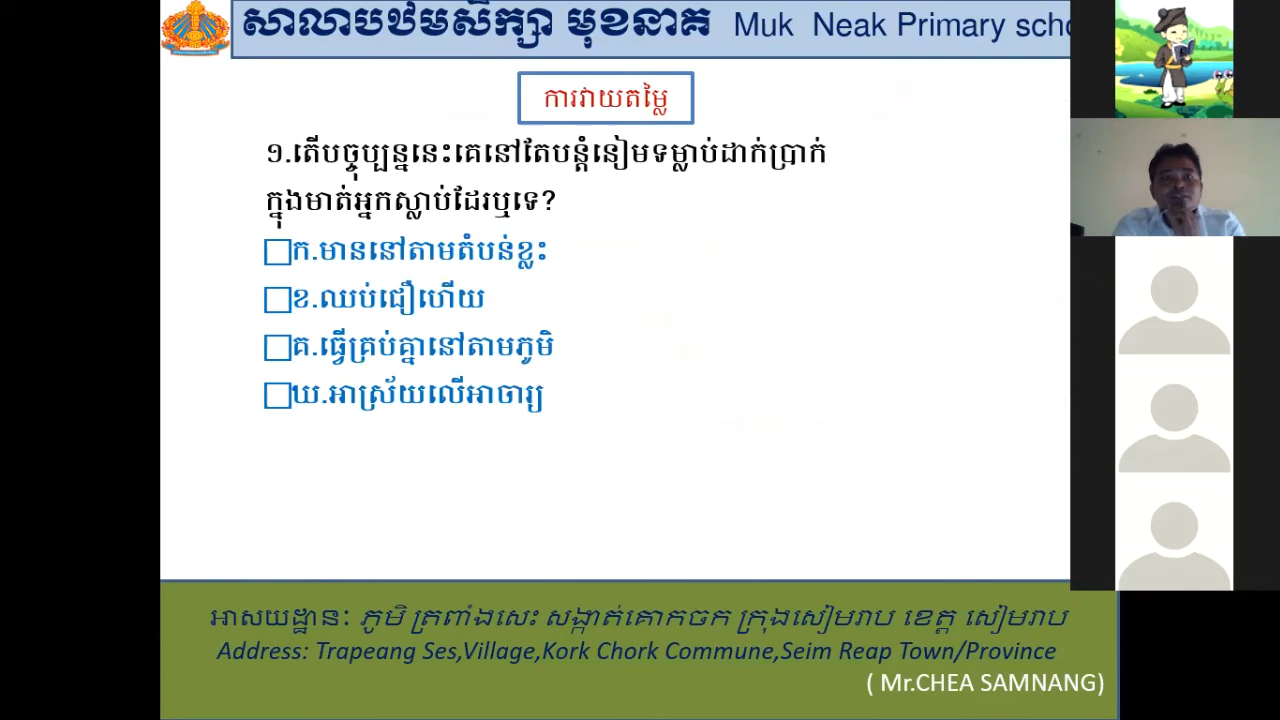 សាលាបឋមសិក្សា មុខនាគ Muk Neak Primary scho
ការវាយតម្លៃ
១.តើបច្ចុប្បន្ននេះគេនៅតែបន្តំនៀមទម្លាប់ដាក់ប្រាក់
ក្នុងមាត់អ្នកស្លាប់ដែរឬទេ?
ក.មាននៅតាមតំបន់ខ្លះ
ខ.ឈប់ជឿហើយ
គ.ធ្វើគ្រប់គ្នានៅតាមភូមិ
ឃ.អាស្រ័យលើអាចារ្យ
អាសយដ្ឋាន: ភូមិ ត្រពាំងសេះ សង្កាត់គោកចក ក្រុងសៀមរាប ខេត្ត សៀមរាប
Address: Trapeang Ses,Village,Kork Chork Commune,Seim Reap Town/Province
( Mr.CHEA SAMNANG)